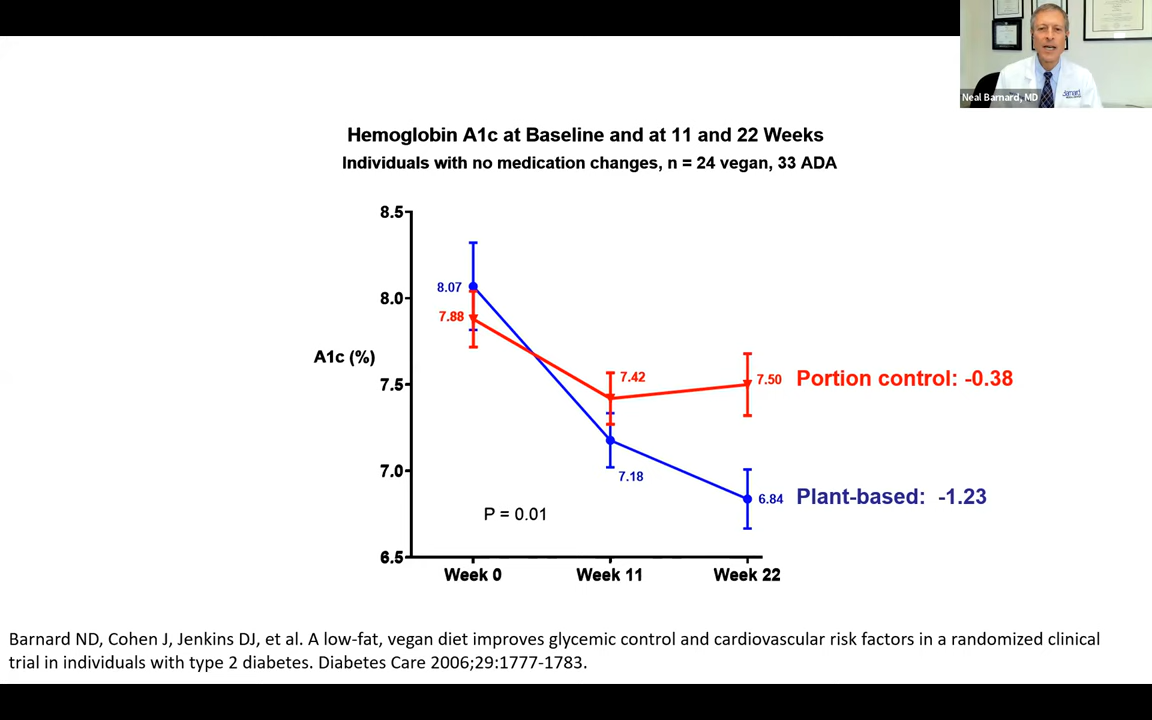 Neal Barnard, MD
Hemoglobin A1c at Baseline and at 11 and 22 Weeks
Individuals with no medication changes, n = 24 vegan, 33 ADA
8.5
8.0
7.5
7.0
6.5
A1c (%)
8.07
7.88
7.42
7.18
7.50
6.84
Portion control: -0.38
Plant-based: -1.23
P = 0.01
Week 0
Week 11
Week 22
Barnard ND, Cohen J, Jenkins DJ, et al. A low-fat, vegan diet improves glycemic control and cardiovascular risk factors in a randomized clinical
trial in individuals with type 2 diabetes. Diabetes Care 2006;29:1777-1783.